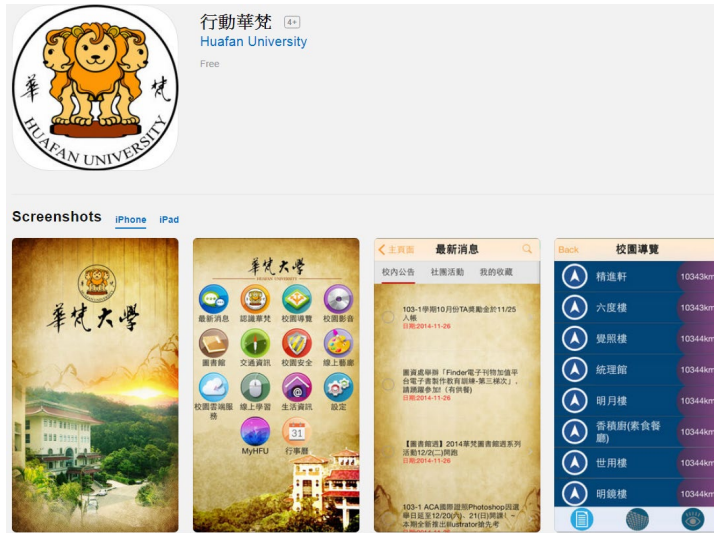 行動華梵 4+
Huafan University
Free
華梵
HUAFAN UNIVERSITY
Screenshots iPhone iPad
華梵大學
華梵大學
HUAFAN UNIVERSITY
最新消息 認識華梵 校園導覽 校園影音
圖書館 交通資訊 校園安全 線上藝廊
校園雲端服務 線上學習 生活資訊 設定
MyHFU 31 行事曆
主頁面 最新消息
校內公告 社團活動 我的收藏
103-1學期10月份TA獎勵金於11/25
入帳
日期:2014-11-26
圖資處舉辦「Finder電子刊物加值平
台電子書製作教育訓練-第三梯次」,
請踴躍參加!(有供餐)
日期:2014-11-26
【圖書館週】2014華梵圖書館週系列
活動12/2(二)開跑
日期:2014-11-26
103-1 ACA國際證照Photoshop因選
舉日延至12/20(六)、21(日)開課(~
本期全新推出Illustrator搶先考
Back 校園導覽
精進軒 10343km
六度樓 10343km
覺照樓 10344km
統理館 10344km
明月樓 10344km
香積廚(素食餐
廳) 10344km
世用樓 10344km
明鏡樓 10344km